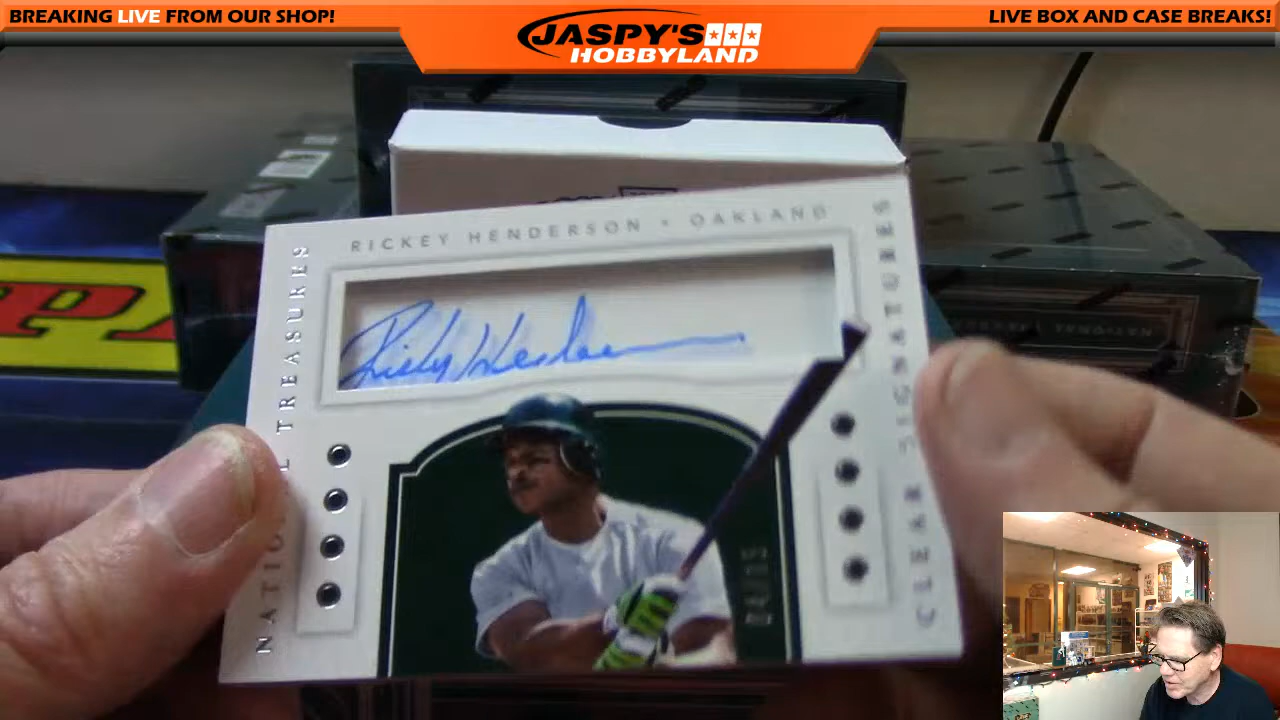 BREAKING LIVE FROM OUR SHOP!
JASPY'S
HOBBYLAND
LIVE BOX AND CASE BREAKS!
RICKEY HENDERSON • OAKLAND
NATIONAL TREASURES
CLEAR SIGNATURES
Rickey Henderson